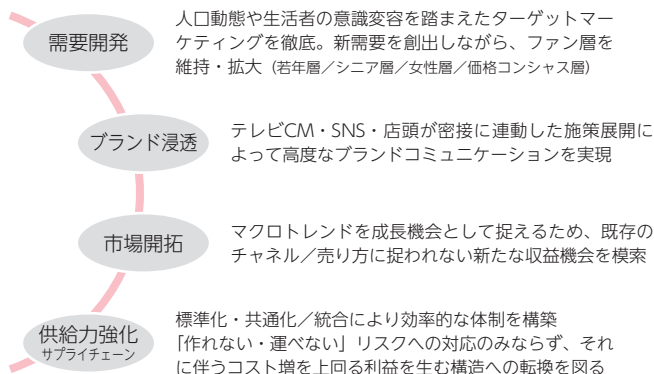 需要開発
人口動態や生活者の意識変容を踏まえたターゲットマー
ケティングを徹底。新需要を創出しながら、ファン層を
維持・拡大（若年層／シニア層／女性層／価格コンシャス層）
ブランド浸透
テレビCM・SNS・店頭が密接に連動した施策展開に
よって高度なブランドコミュニケーションを実現
市場開拓
マクロトレンドを成長機会として捉えるため、既存の
チャネル／売り方に捉われない新たな収益機会を模索
供給力強化
サプライチェーン
標準化・共通化／統合により効率的な体制を構築
「作れない・運べない」リスクへの対応のみならず、それ
に伴うコスト増を上回る利益を生む構造への転換を図る